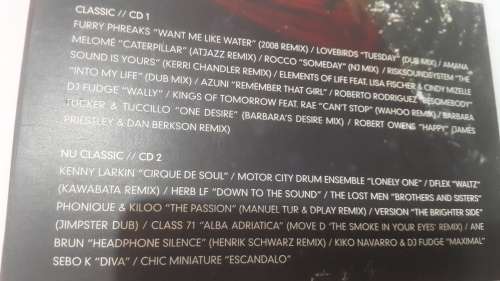 CLASSIC // CD 1
FURRY PHREAKS "WANT ME LIKE WATER" (2008 REMIX) / LOVEBIRDS "TUESDAY" (DUB MIX) / AMANA
MELOME "CATERPILLAR" (ATJAZZ REMIX) / ROCCO "SOMEDAY" (NJ MIX) / RISKSOUNDSYSTEM "THE
SOUND IS YOURS" (KERRI CHANDLER REMIX) / ELEMENTS OF LIFE FEAT. LISA FISCHER & CINDY MIZELLE
"INTO MY LIFE" (DUB MIX) / AZUNI "REMEMBER THAT GIRL" / ROBERTO RODRIGUEZ "BESOMEBODY"
DJ FUDGE "WALLY" / KINGS OF TOMORROW FEAT. RAE "CAN'T STOP" (WAHOO REMIX) / BARBARA
TUCKER & TUCCILLO "ONE DESIRE" (BARBARA'S DESIRE MIX) / ROBERT OWENS "HAPPY" (JAMES
PRIESTLEY & DAN BERKSON REMIX)
NU CLASSIC // CD 2
KENNY LARKIN "CIRQUE DE SOUL" / MOTOR CITY DRUM ENSEMBLE "LONELY ONE" / DFLEX "WALTZ"
(KAWABATA REMIX) / HERB LF "DOWN TO THE SOUND" / THE LOST MEN "BROTHERS AND SISTERS"
PHONIQUE & KILOO "THE PASSION" (MANUEL TUR & DPLAY REMIX) / VERSION "THE BRIGHTER SIDE"
(JIMPSTER DUB) / CLASS 71 "ALBA ADRIATICA" (MOVE D 'THE SMOKE IN YOUR EYES' REMIX) / ANE
BRUN "HEADPHONE SILENCE" (HENRIK SCHWARZ REMIX) / KIKO NAVARRO & DJ FUDGE "MAXIMAL"
SEBO K "DIVA" / CHIC MINIATURE "ESCANDALO"